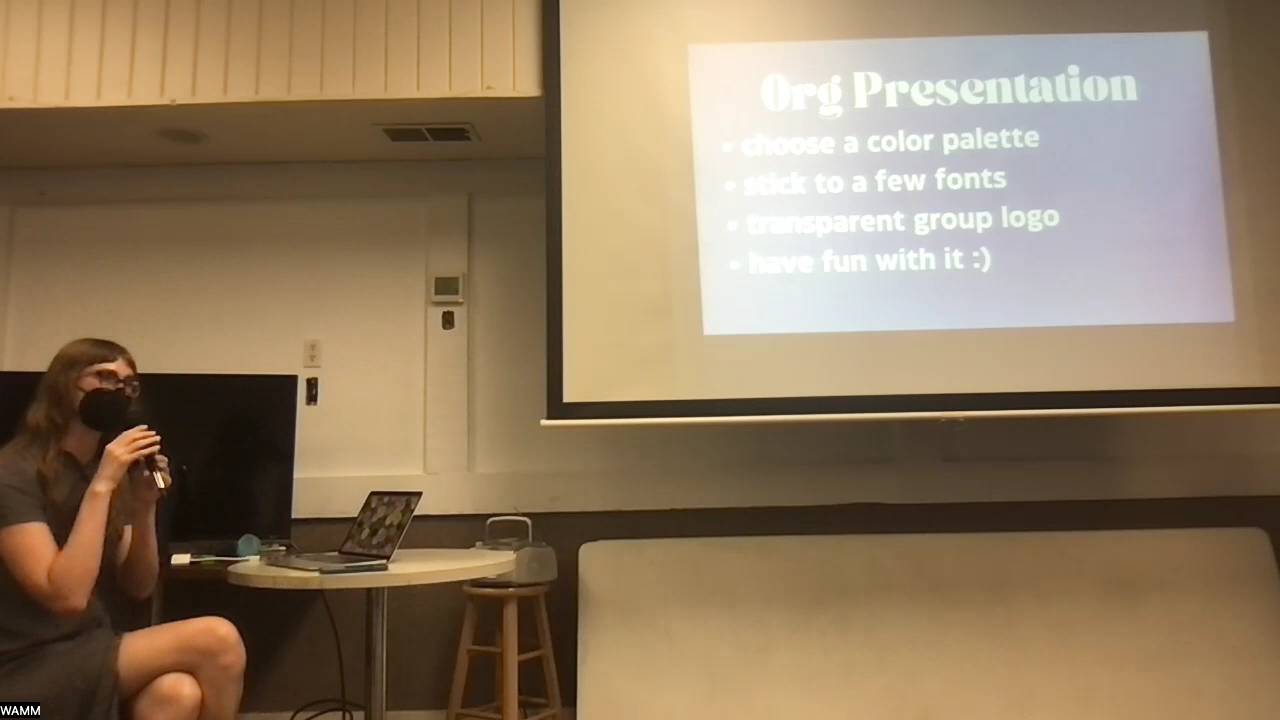 Org Presentation
• choose a color palette
• stick to a few fonts
• transparent group logo
• have fun with it :)
WAMM